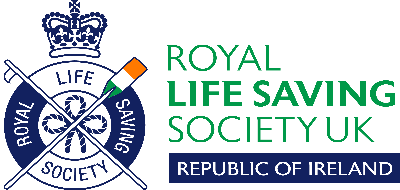 ROYAL LIFE SAVING SOCIETY
ROYAL
LIFE SAVING
SOCIETY UK
REPUBLIC OF IRELAND